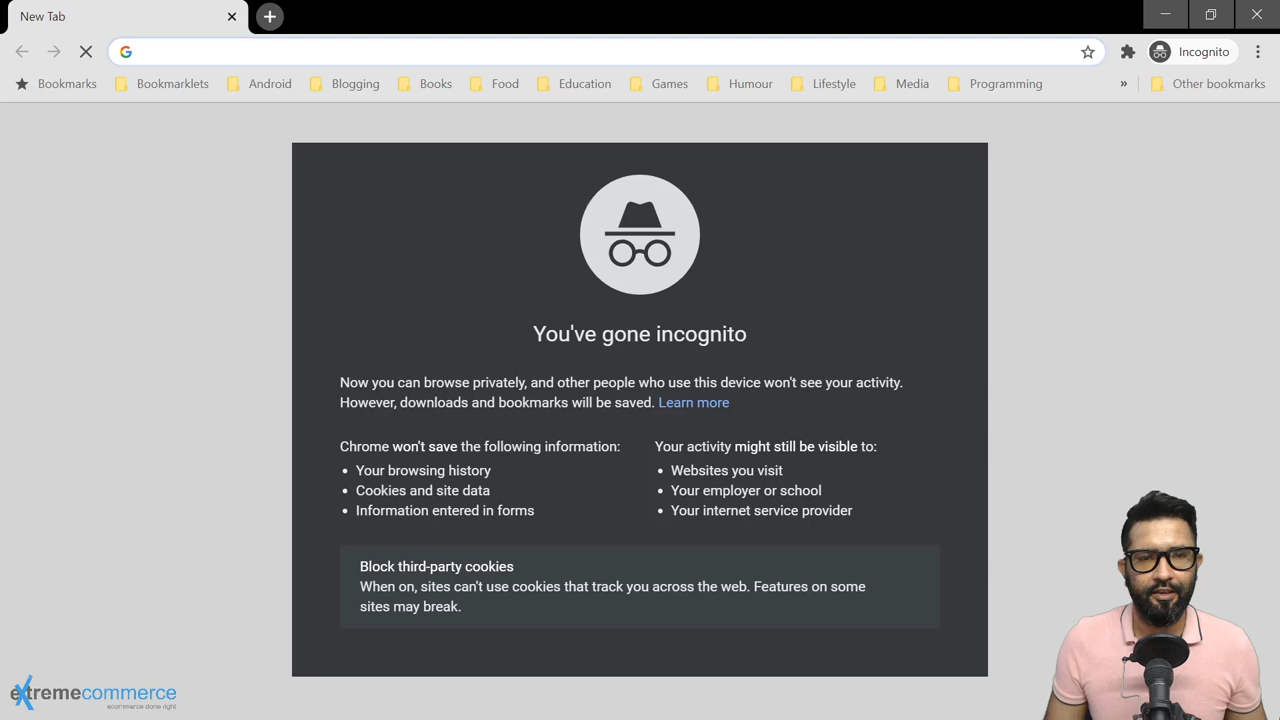 New Tab
Incognito
Bookmarks Bookmarklets Android Blogging Books Food Education Games Humour Lifestyle Media Programming » Other bookmarks
You've gone incognito
Now you can browse privately, and other people who use this device won't see your activity.
However, downloads and bookmarks will be saved. Learn more
Chrome won't save the following information:
• Your browsing history
• Cookies and site data
• Information entered in forms
Your activity might still be visible to:
• Websites you visit
• Your employer or school
• Your internet service provider
Block third-party cookies
When on, sites can't use cookies that track you across the web. Features on some
sites may break.
extremecommerce
ecommerce done right